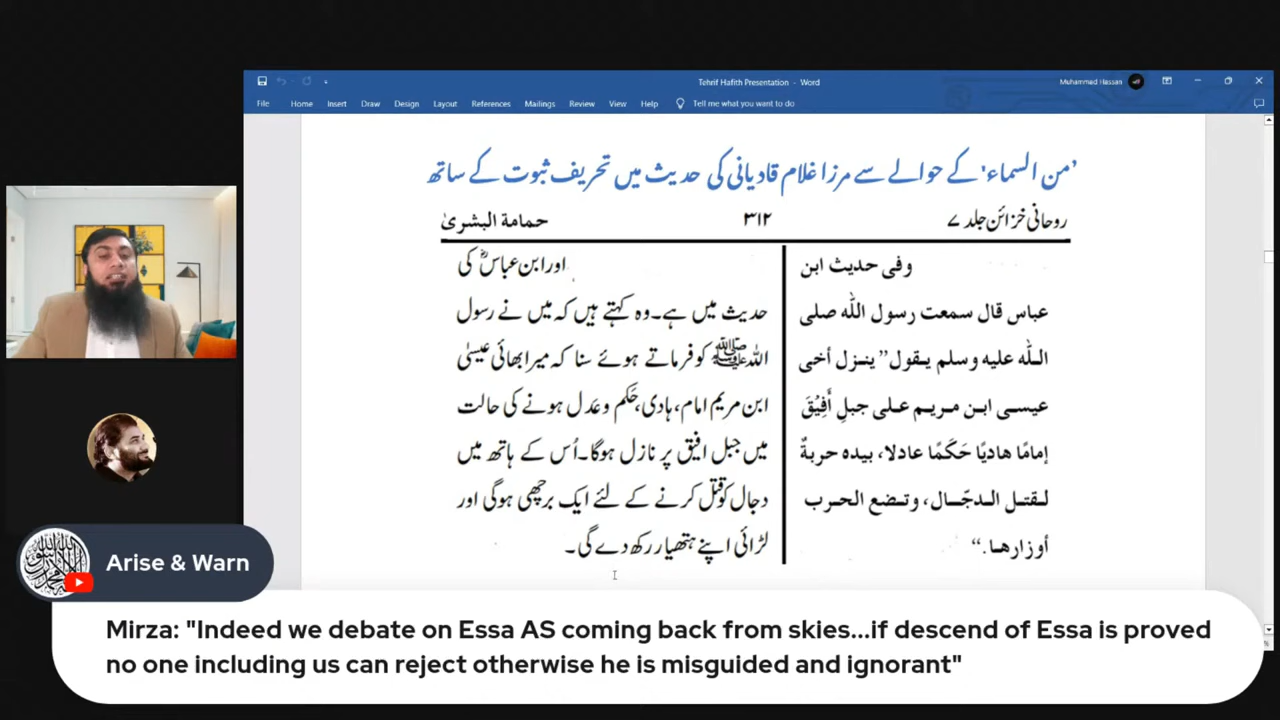 Tehrif Hafith Presentation - Word
Muhammad Hassan
File Home Insert Draw Design Layout References Mailings Review View Help Tell me what you want to do
’من السماء‘ کے حوالے سے مرزا غلام قادیانی کی حدیث میں تحریف ثبوت کے ساتھ
روحانی خزائن جلد ۷ ۳۱۲ حمامة البشریٰ
وفی حدیث ابن
عباس قال سمعت رسول اللّٰہ صلی
اللّٰہ علیہ وسلم یقول ”ینزل أخی
عیسی ابن مریم علی جبلِ أَفِیْقَ
إمامًا ھادیًا حَکَمًا عادلا، بیدہ حربةٌ
لقتل الدجّال، وتضع الحرب
أوزارھا.“
اور ابن عباسؓ کی
حدیث میں ہے۔ وہ کہتے ہیں کہ میں نے رسول
اللہ ﷺ کو فرماتے ہوئے سنا کہ میرا بھائی عیسیٰ
ابن مریم امام، ہادی، حَکم و عَدل ہونے کی حالت
میں جبل افیق پر نازل ہوگا۔ اُس کے ہاتھ میں
دجال کو قتل کرنے کے لئے ایک برچھی ہوگی اور
لڑائی اپنے ہتھیار رکھ دے گی۔
Arise & Warn
Mirza: "Indeed we debate on Essa AS coming back from skies...if descend of Essa is proved
no one including us can reject otherwise he is misguided and ignorant"